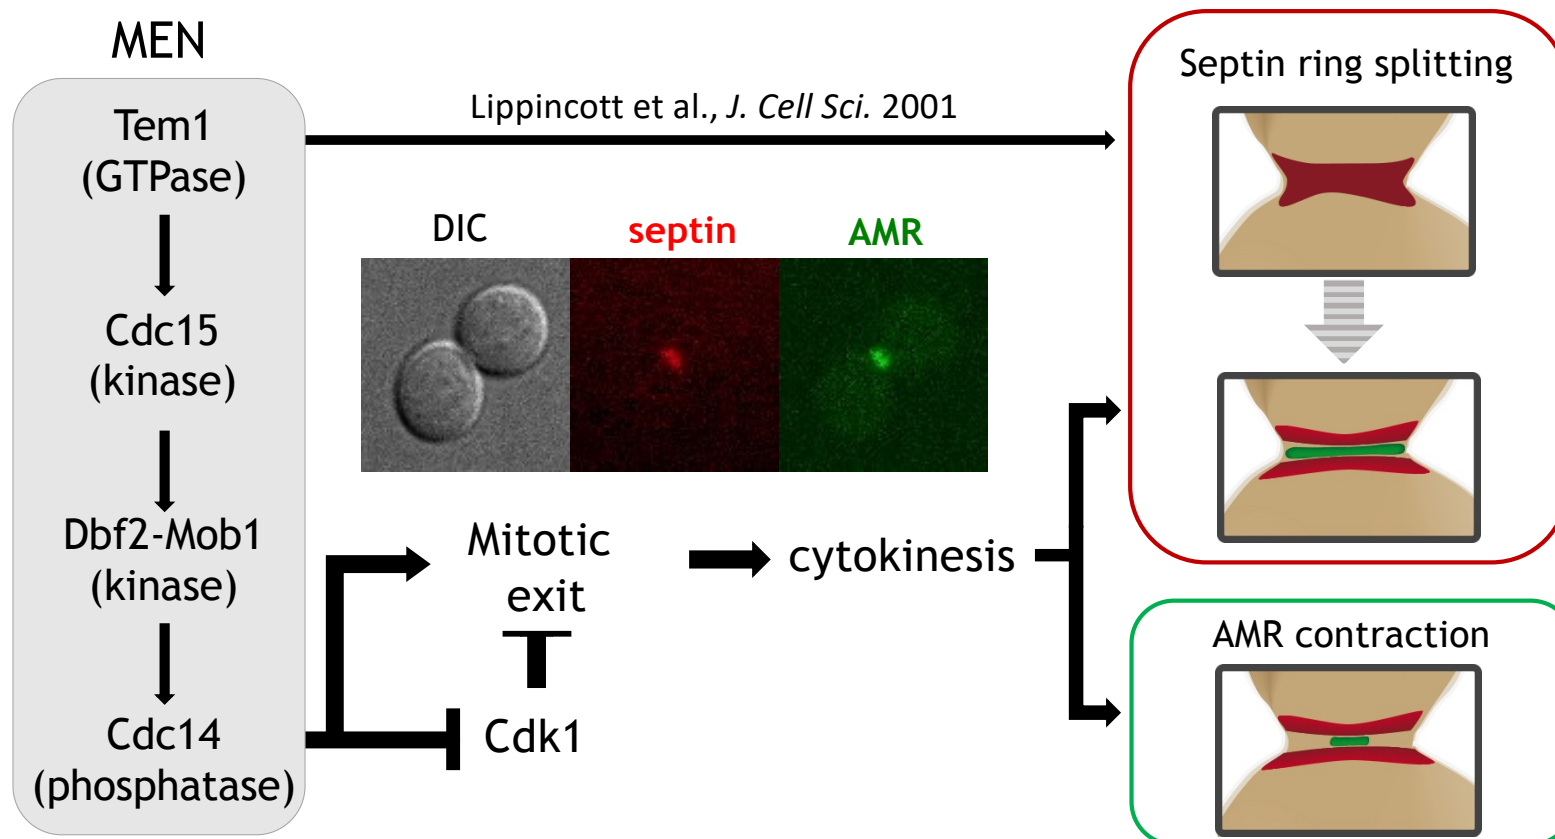 MEN
Tem1
(GTPase)
Cdc15
(kinase)
Dbf2-Mob1
(kinase)
Cdc14
(phosphatase)
Lippincott et al., J. Cell Sci. 2001
DIC
septin
AMR
Mitotic
exit
Cdk1
cytokinesis
Septin ring splitting
AMR contraction